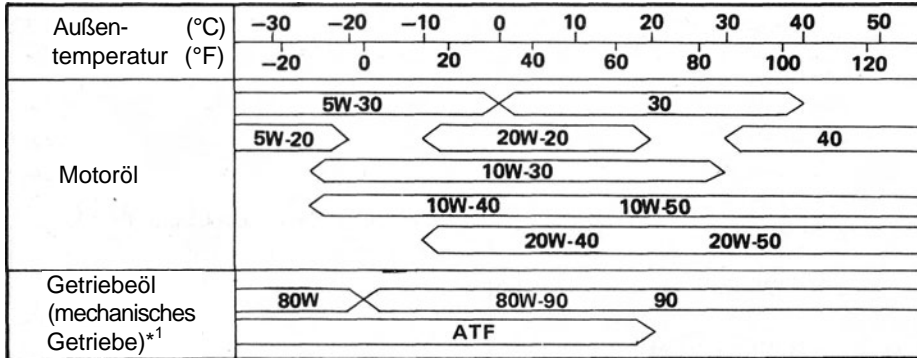 Außen- (°C) −30 −20 −10 0 10 20 30 40 50
temperatur (°F) −20 0 20 40 60 80 100 120
Motoröl
5W-30 30
5W-20 20W-20 40
10W-30
10W-40 10W-50
20W-40 20W-50
Getriebeöl
(mechanisches
Getriebe)*1
80W 80W-90 90
ATF